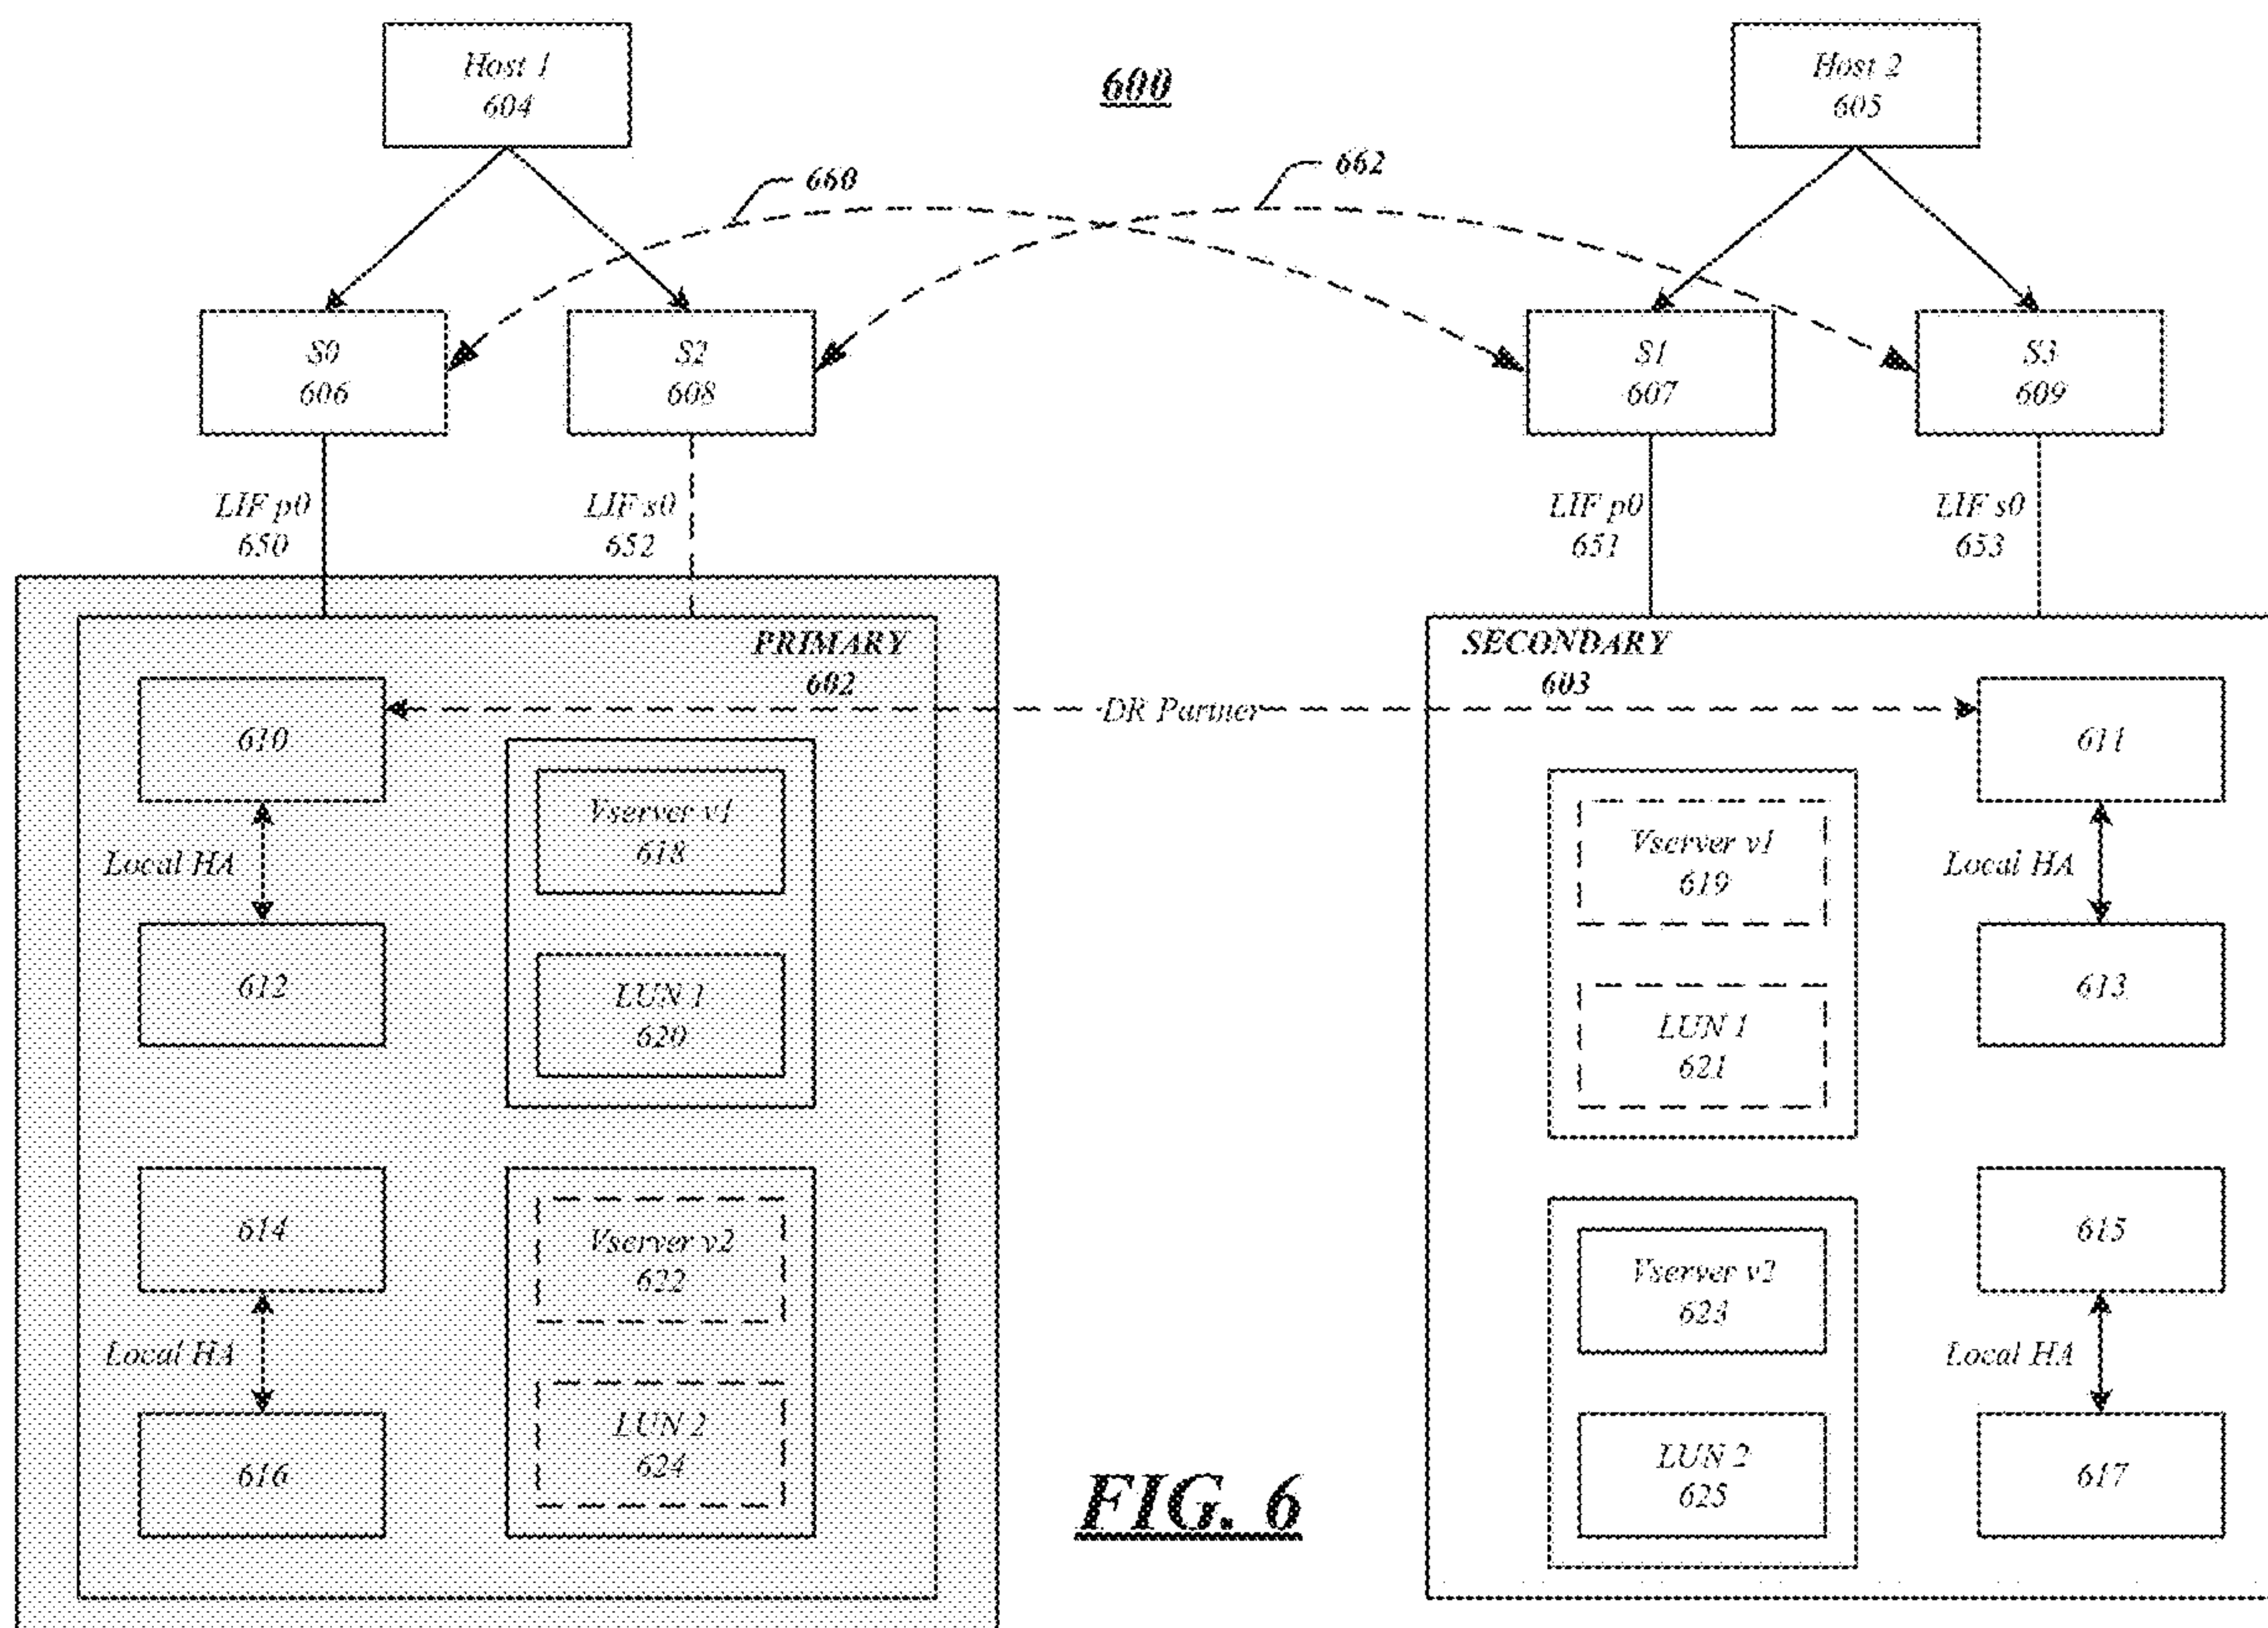 Host 1
604
600
Host 2
605
660
662
S0
606
S2
608
S1
607
S3
609
LIF p0
650
LIF s0
652
LIF p0
651
LIF s0
653
PRIMARY
602
SECONDARY
603
DR Partner
610
611
Vserver v1
618
Vserver v1
619
Local HA
Local HA
612
613
LUN 1
620
LUN 1
621
614
615
Vserver v2
622
Vserver v2
623
Local HA
Local HA
616
617
LUN 2
624
LUN 2
625
FIG. 6